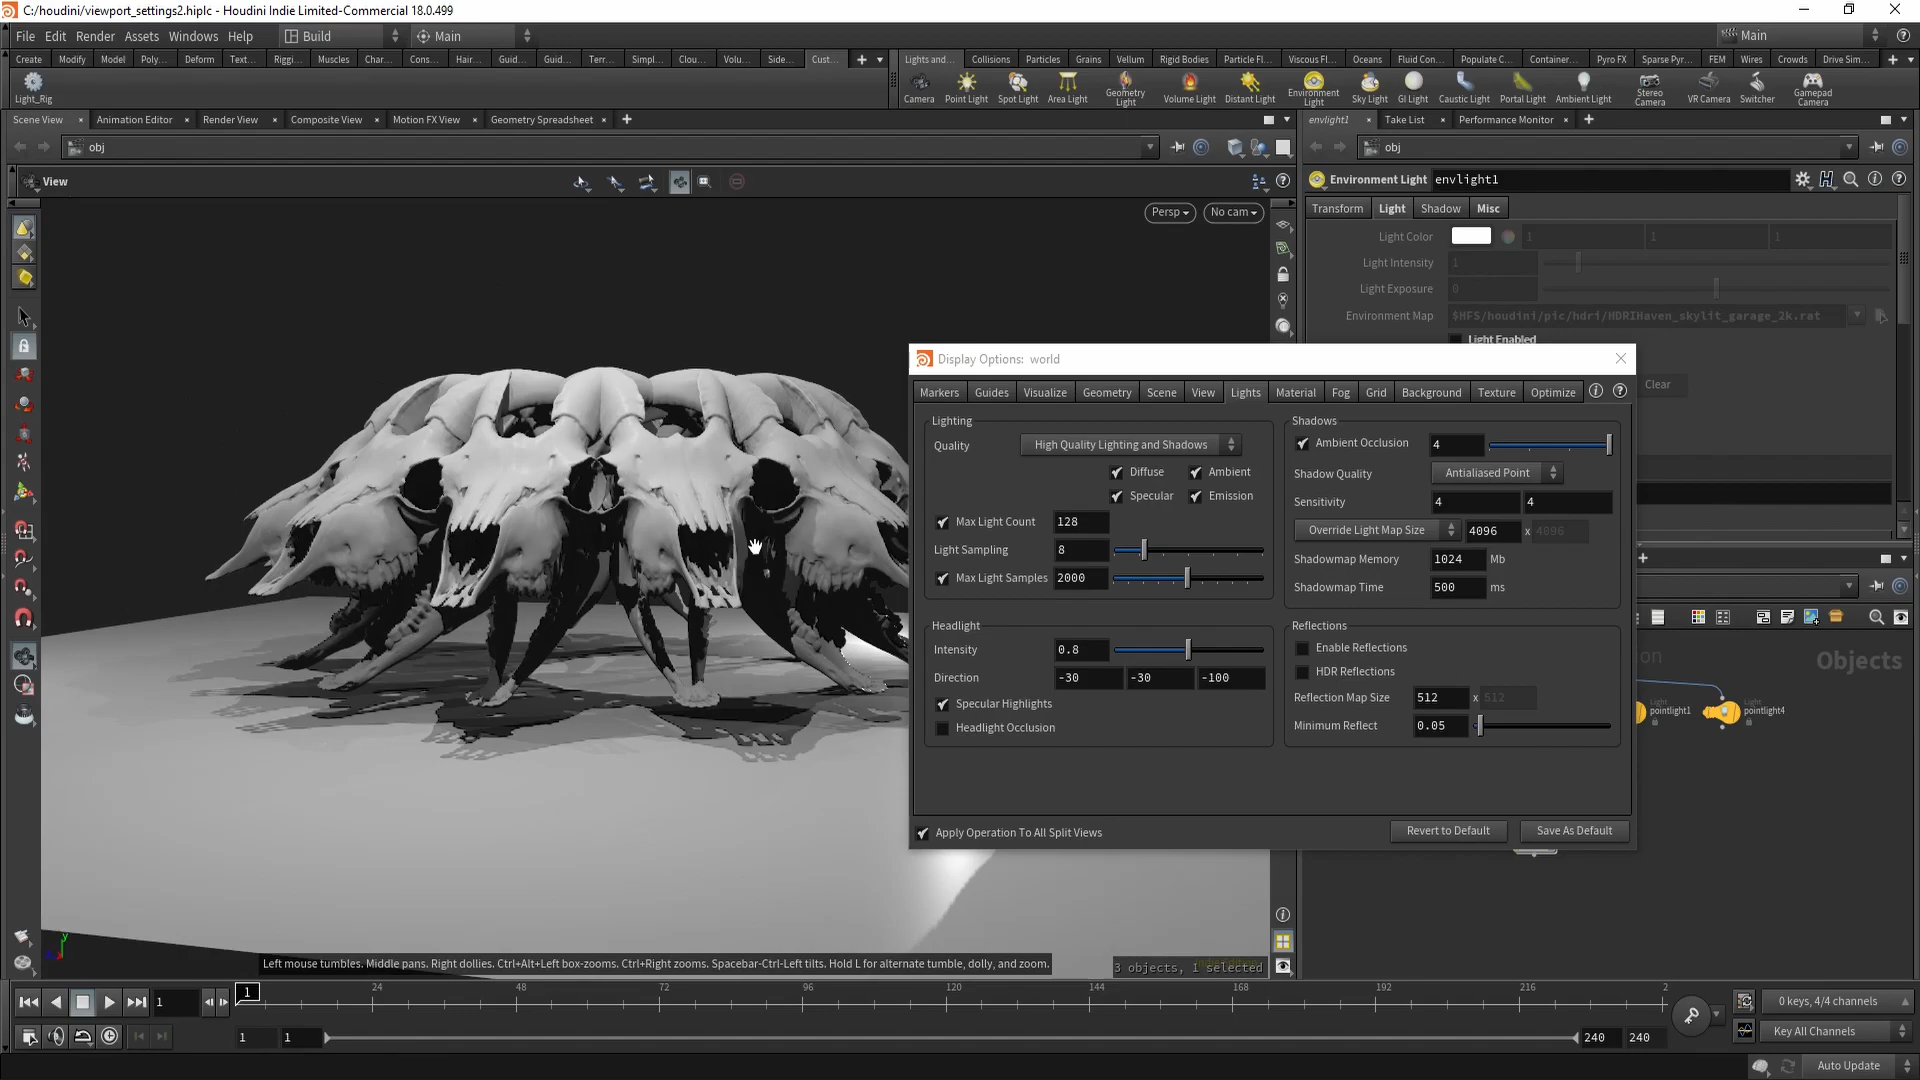 C:/houdini/viewport_settings2.hiplc - Houdini Indie Limited-Commercial 18.0.499
File Edit Render Assets Windows Help Build Main Main
Create Modify Model Poly... Deform Text... Riggi... Muscles Char... Cons... Hair... Guid... Guid... Terr... Simpl... Clou... Volu... Side... Cust... Lights and... Collisions Particles Grains Vellum Rigid Bodies Particle Fl... Viscous Fl... Oceans Fluid Con... Populate C... Container... Pyro FX Sparse Pyr... FEM Wires Crowds Drive Sim...
Light_Rig Camera Point Light Spot Light Area Light Geometry Light Volume Light Distant Light Environment Light Sky Light GI Light Caustic Light Portal Light Ambient Light Stereo Camera VR Camera Switcher Gamepad Camera
Scene View Animation Editor Render View Composite View Motion FX View Geometry Spreadsheet envlight1 Take List Performance Monitor
obj obj
View Environment Light envlight1
Persp No cam Transform Light Shadow Misc
Light Color 1 1 1
Light Intensity 1
Light Exposure 0
Environment Map $HFS/houdini/pic/hdri/HDRIHaven_skylit_garage_2k.rat
Light Enabled
Display Options: world
Clear
Markers Guides Visualize Geometry Scene View Lights Material Fog Grid Background Texture Optimize
Lighting
Quality High Quality Lighting and Shadows
Diffuse Ambient
Specular Emission
Max Light Count 128
Light Sampling 8
Max Light Samples 2000
Shadows
Ambient Occlusion 4
Shadow Quality Antialiased Point
Sensitivity 4 4
Override Light Map Size 4096 x 4096
Shadowmap Memory 1024 Mb
Shadowmap Time 500 ms
Headlight
Intensity 0.8
Direction -30 -30 -100
Specular Highlights
Headlight Occlusion
Reflections
Enable Reflections
HDR Reflections
Reflection Map Size 512 x 512
Minimum Reflect 0.05
Apply Operation To All Split Views Revert to Default Save As Default
Objects
Light
pointlight1
Light
pointlight4
Left mouse tumbles. Middle pans. Right dollies. Ctrl+Alt+Left box-zooms. Ctrl+Right zooms. Spacebar-Ctrl-Left tilts. Hold L for alternate tumble, dolly, and zoom.
3 objects, 1 selected
1 1 24 48 72 96 120 144 168 192 216 2
0 keys, 4/4 channels
1 1 240 240 Key All Channels
Auto Update